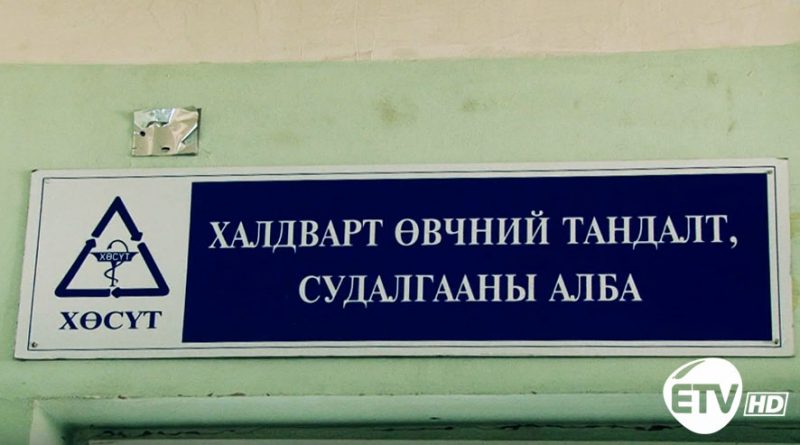 ХӨСҮТ
ХӨСҮТ
ХАЛДВАРТ ӨВЧНИЙ ТАНДАЛТ,
СУДАЛГААНЫ АЛБА
ETV HD